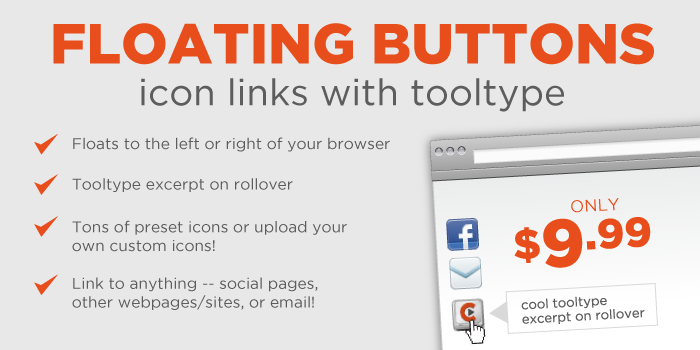 FLOATING BUTTONS
icon links with tooltype
Floats to the left or right of your browser
Tooltype excerpt on rollover
Tons of preset icons or upload your
own custom icons!
Link to anything -- social pages,
other webpages/sites, or email!
ONLY
$9.99
f
C
cool tooltype
excerpt on rollover